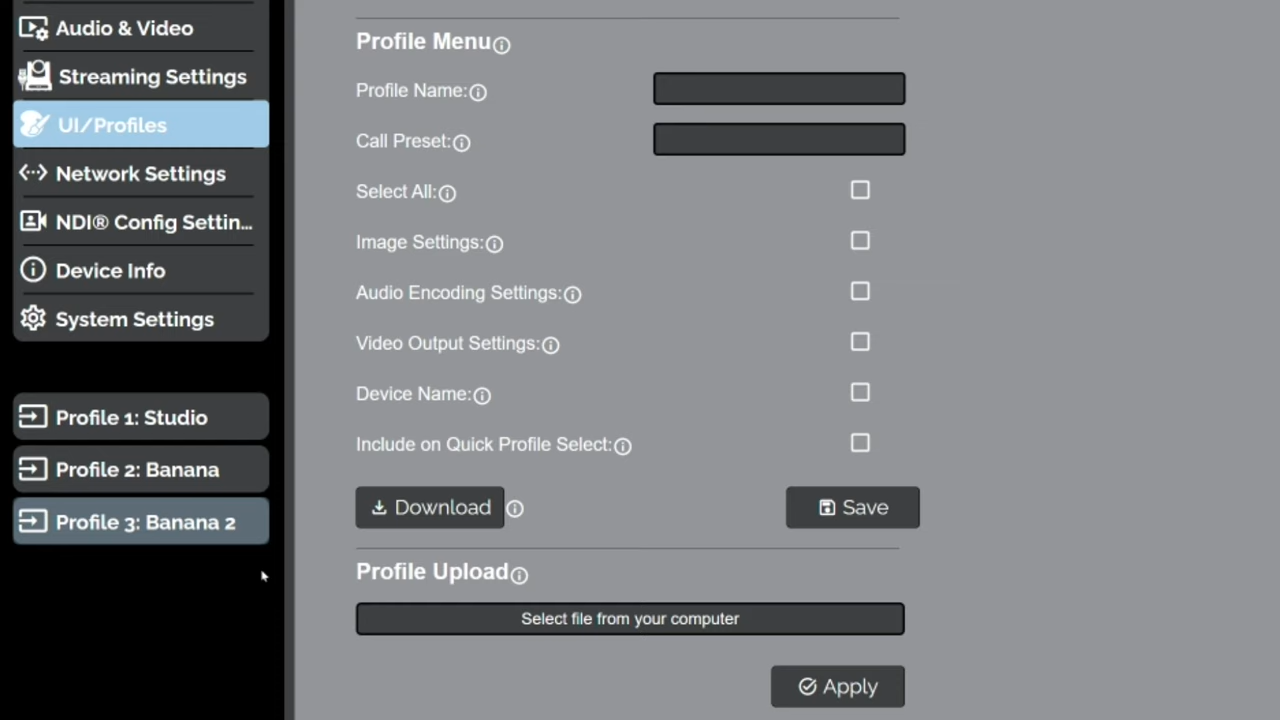 Audio & Video
Streaming Settings
UI/Profiles
Network Settings
NDI® Config Settin...
Device Info
System Settings
Profile 1: Studio
Profile 2: Banana
Profile 3: Banana 2
Profile Menu
Profile Name:
Call Preset:
Select All:
Image Settings:
Audio Encoding Settings:
Video Output Settings:
Device Name:
Include on Quick Profile Select:
Download
Save
Profile Upload
Select file from your computer
Apply